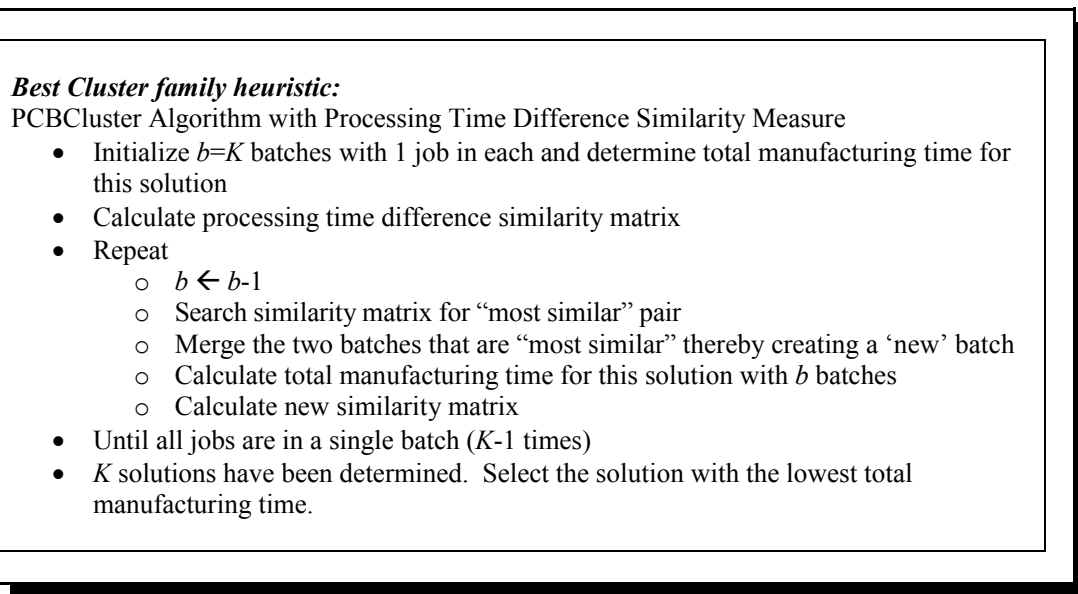 Best Cluster family heuristic:
PCBCluster Algorithm with Processing Time Difference Similarity Measure
• Initialize b=K batches with 1 job in each and determine total manufacturing time for
this solution
• Calculate processing time difference similarity matrix
• Repeat
o b ← b-1
o Search similarity matrix for “most similar” pair
o Merge the two batches that are “most similar” thereby creating a ‘new’ batch
o Calculate total manufacturing time for this solution with b batches
o Calculate new similarity matrix
• Until all jobs are in a single batch (K-1 times)
• K solutions have been determined. Select the solution with the lowest total
manufacturing time.